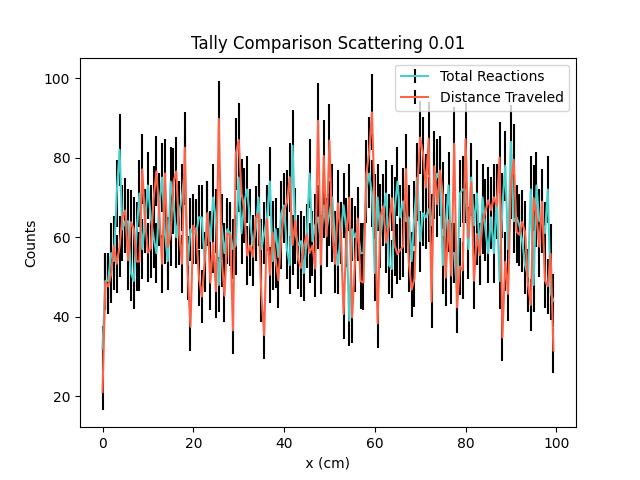 Tally Comparison Scattering 0.01
Total Reactions
Distance Traveled
Counts
100
80
60
40
20
0 20 40 60 80 100
x (cm)